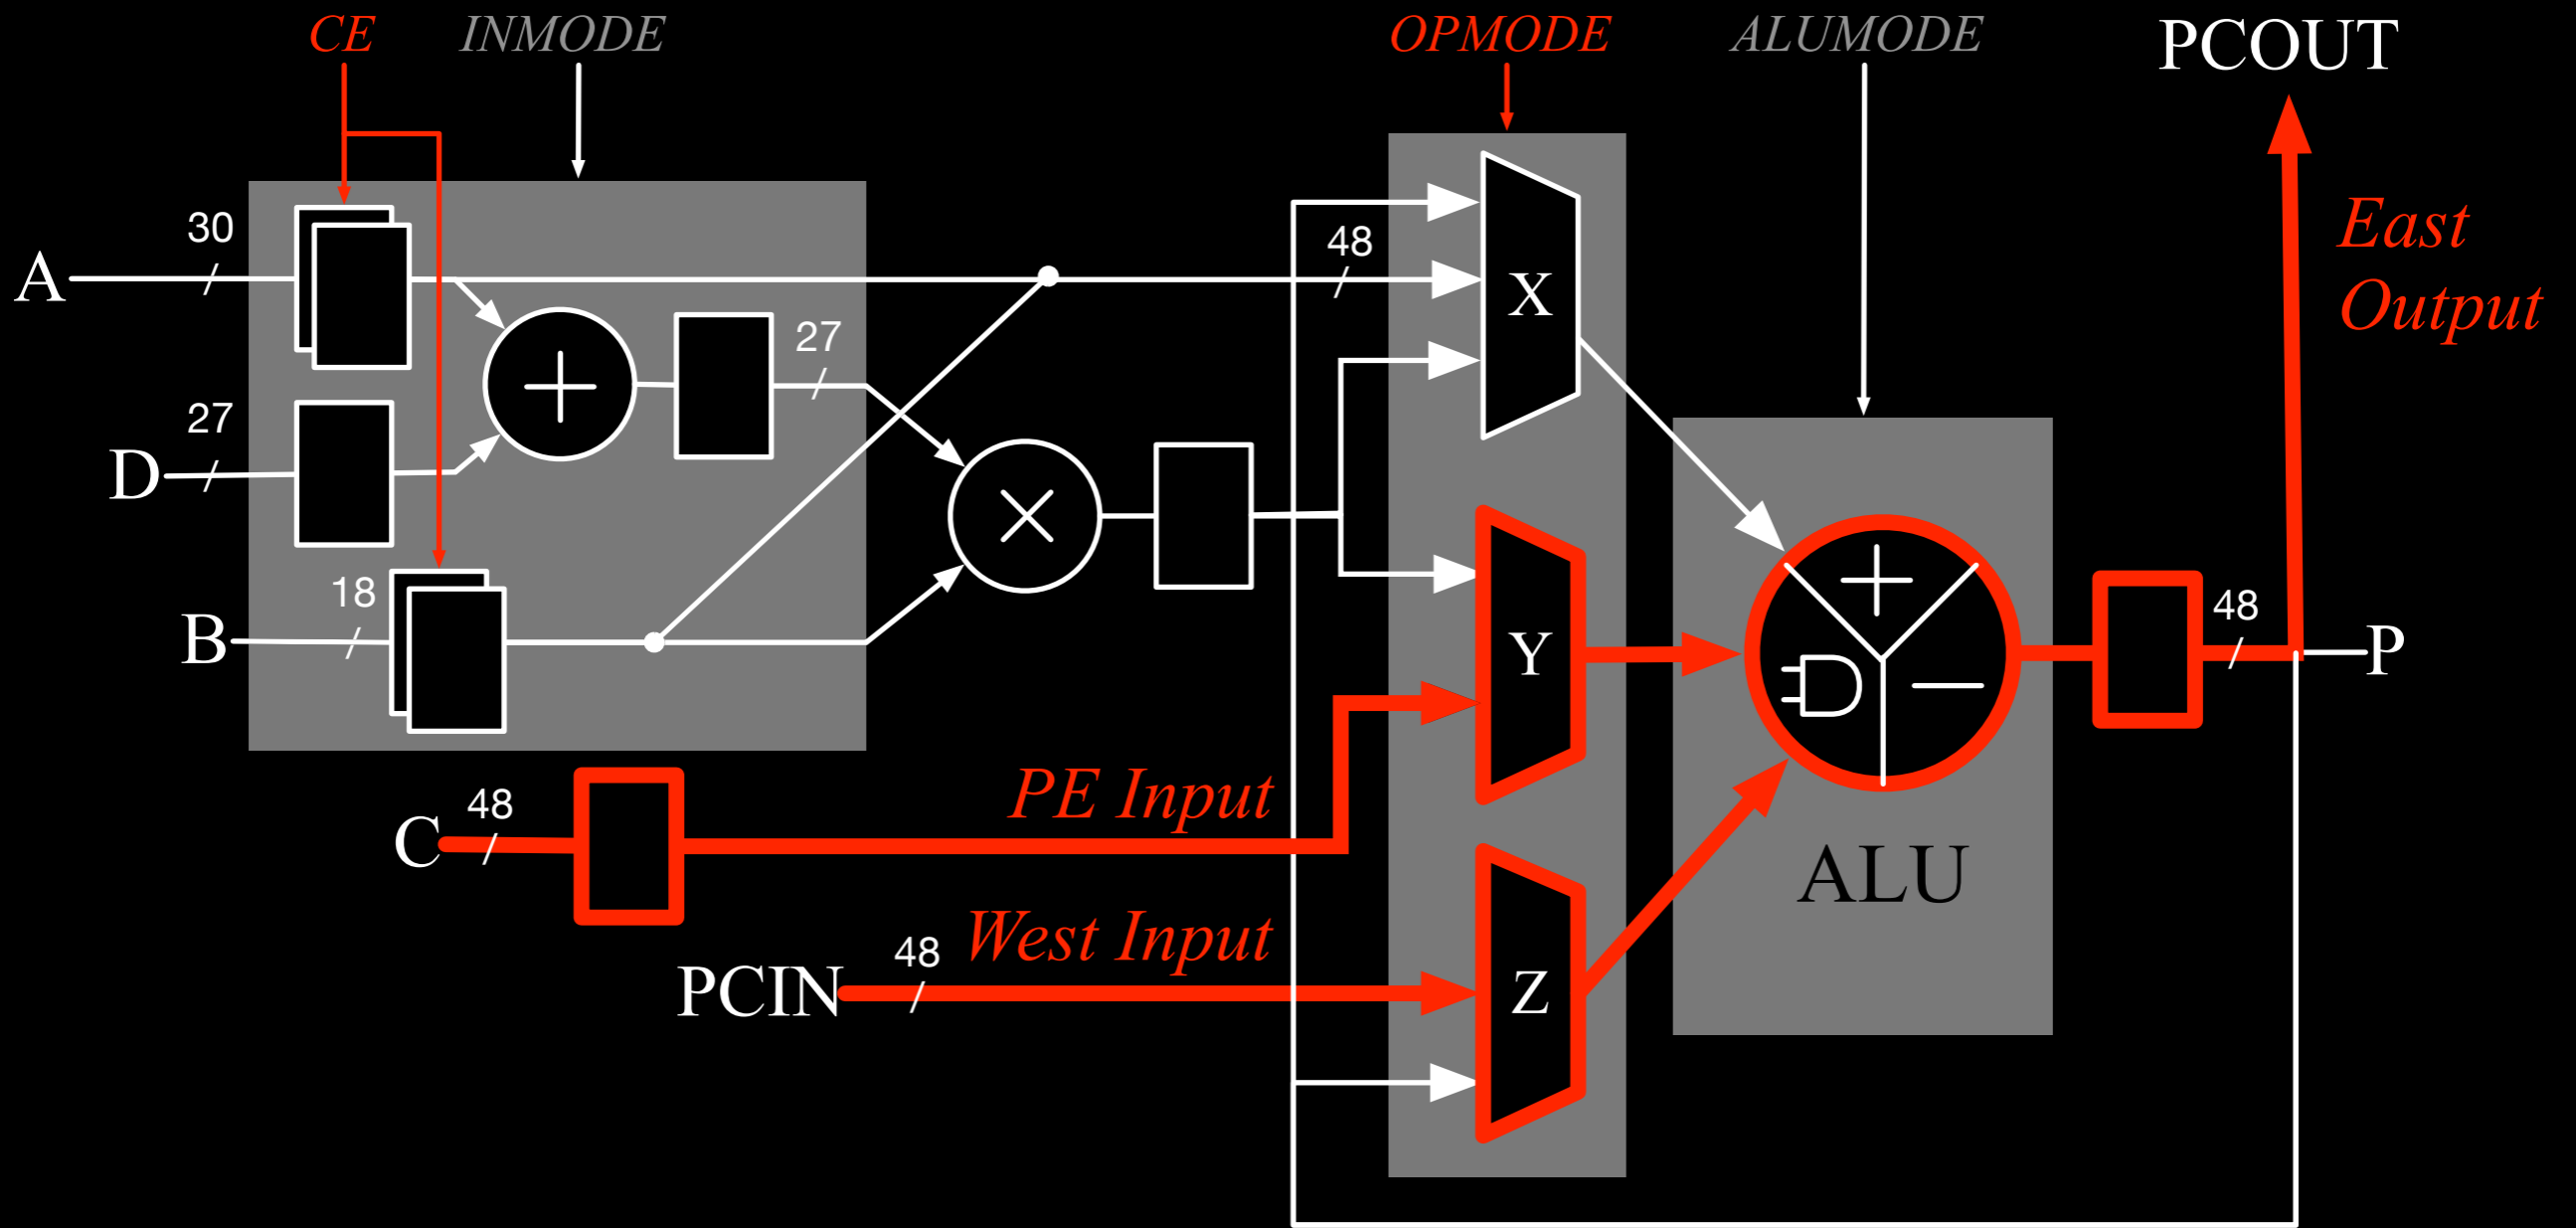 CE
INMODE
OPMODE
ALUMODE
PCOUT
East
Output
30
A
48
X
27
27
D
18
B
Y
48
P
PE Input
48
C
ALU
West Input
48
PCIN
Z